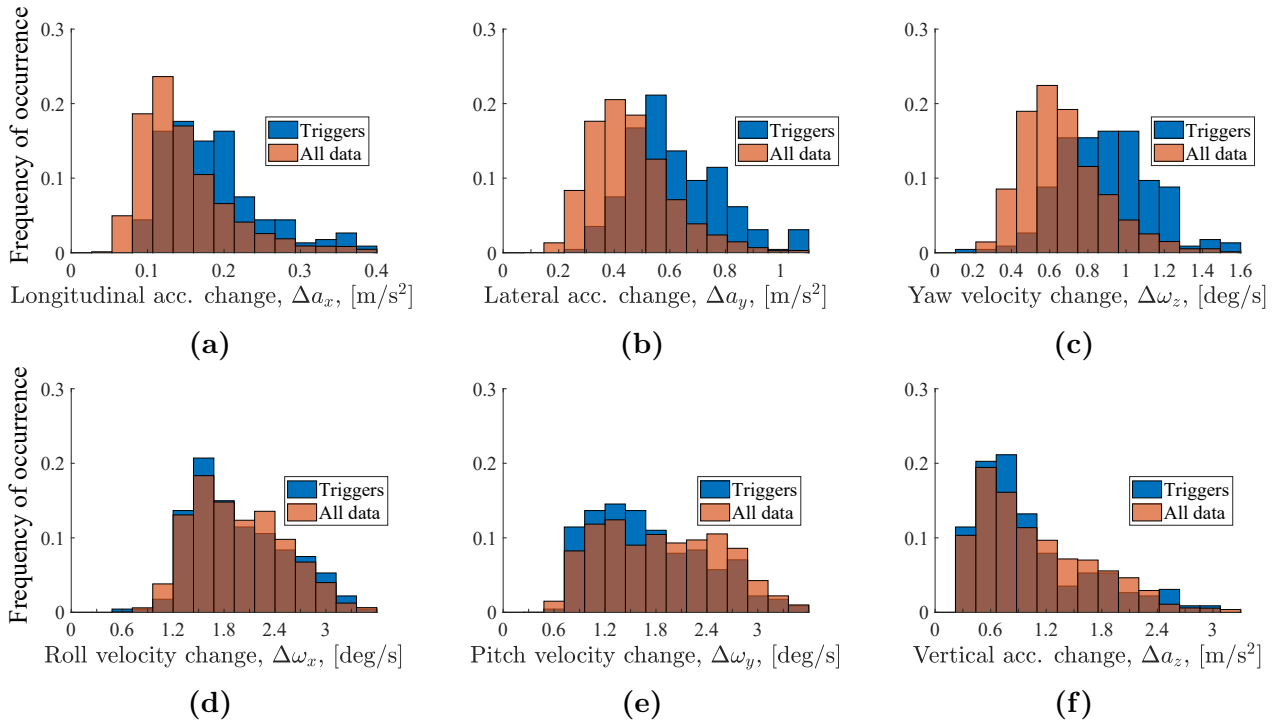 Frequency of occurrence
0.3
0.2
0.1
0
0 0.1 0.2 0.3 0.4
Triggers
All data
Longitudinal acc. change, Δaₓ, [m/s²]
(a)
0.3
0.2
0.1
0
0 0.2 0.4 0.6 0.8 1
Triggers
All data
Lateral acc. change, Δa_y, [m/s²]
(b)
0.3
0.2
0.1
0
0 0.2 0.4 0.6 0.8 1 1.2 1.4 1.6
Triggers
All data
Yaw velocity change, Δω_z, [deg/s]
(c)
Frequency of occurrence
0.3
0.2
0.1
0
0 0.6 1.2 1.8 2.4 3
Triggers
All data
Roll velocity change, Δωₓ, [deg/s]
(d)
0.3
0.2
0.1
0
0 0.6 1.2 1.8 2.4 3
Triggers
All data
Pitch velocity change, Δω_y, [deg/s]
(e)
0.3
0.2
0.1
0
0 0.6 1.2 1.8 2.4 3
Triggers
All data
Vertical acc. change, Δa_z, [m/s²]
(f)